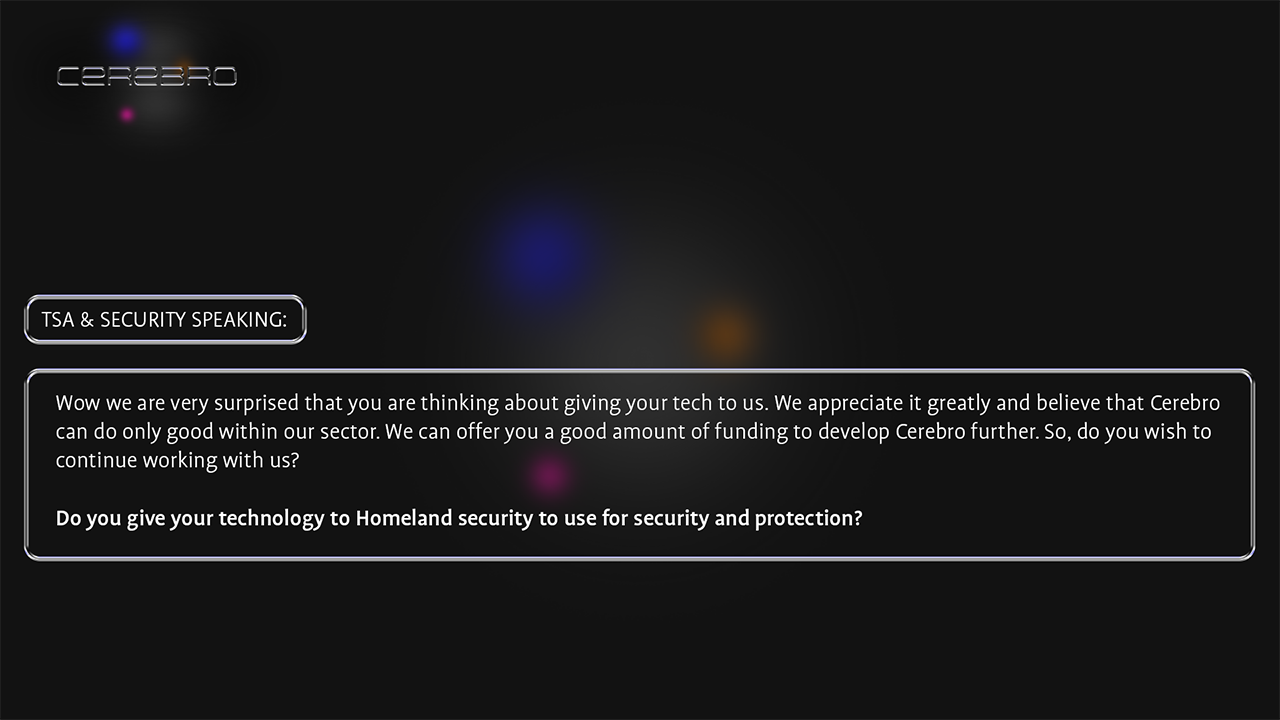 CEREBRO
TSA & SECURITY SPEAKING:
Wow we are very surprised that you are thinking about giving your tech to us. We appreciate it greatly and believe that Cerebro
can do only good within our sector. We can offer you a good amount of funding to develop Cerebro further. So, do you wish to
continue working with us?
Do you give your technology to Homeland security to use for security and protection?